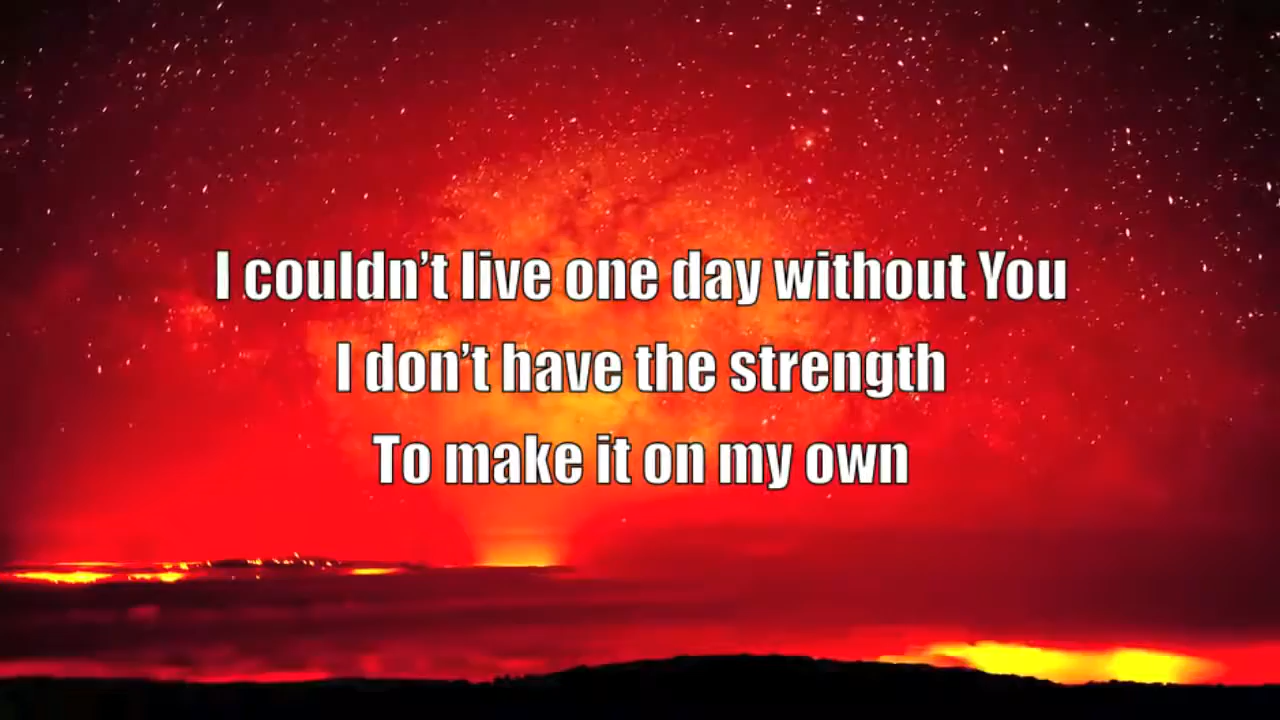 I couldn’t live one day without You
I don’t have the strength
To make it on my own